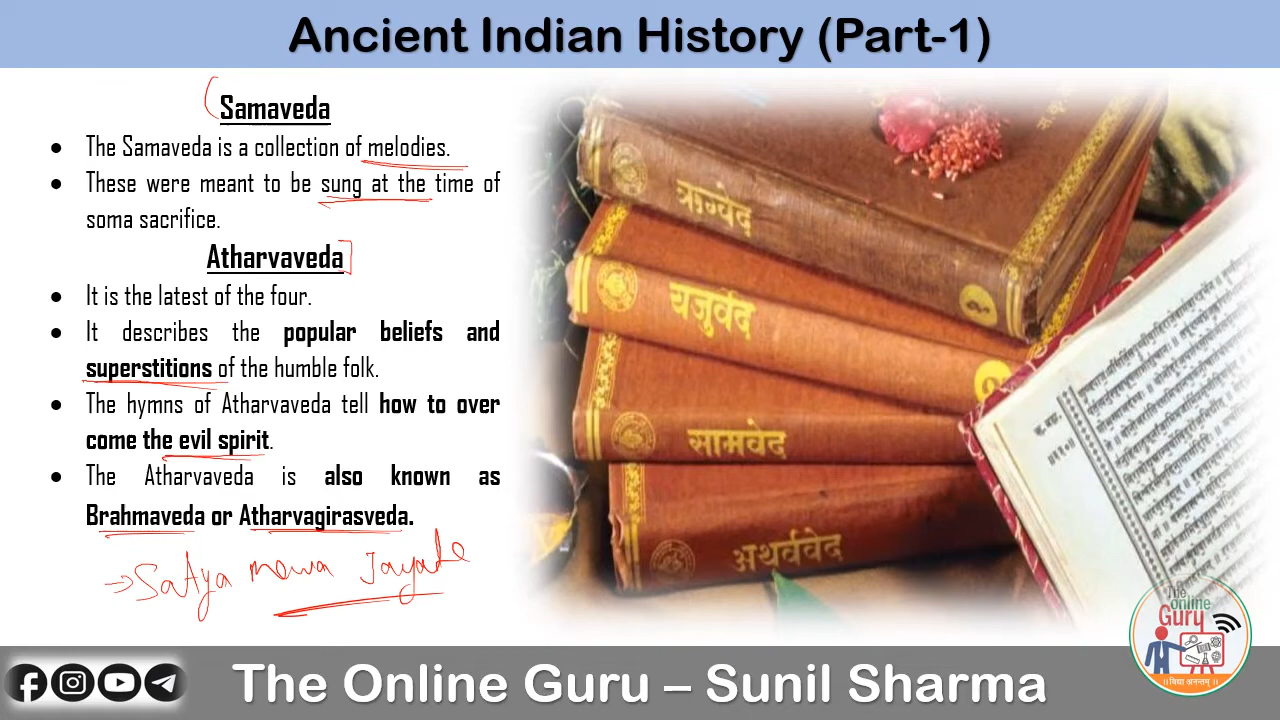 Ancient Indian History (Part-1)
Samaveda
• The Samaveda is a collection of melodies.
• These were meant to be sung at the time of
soma sacrifice.
Atharvaveda
• It is the latest of the four.
• It describes the popular beliefs and
superstitions of the humble folk.
• The hymns of Atharvaveda tell how to over
come the evil spirit.
• The Atharvaveda is also known as
Brahmaveda or Atharvagirasveda.
→ Satya mewa Jayate
ऋग्वेद
यजुर्वेद
सामवेद
अथर्ववेद
The
online
Guru
॥ विद्या अनन्तम् ॥
The Online Guru – Sunil Sharma